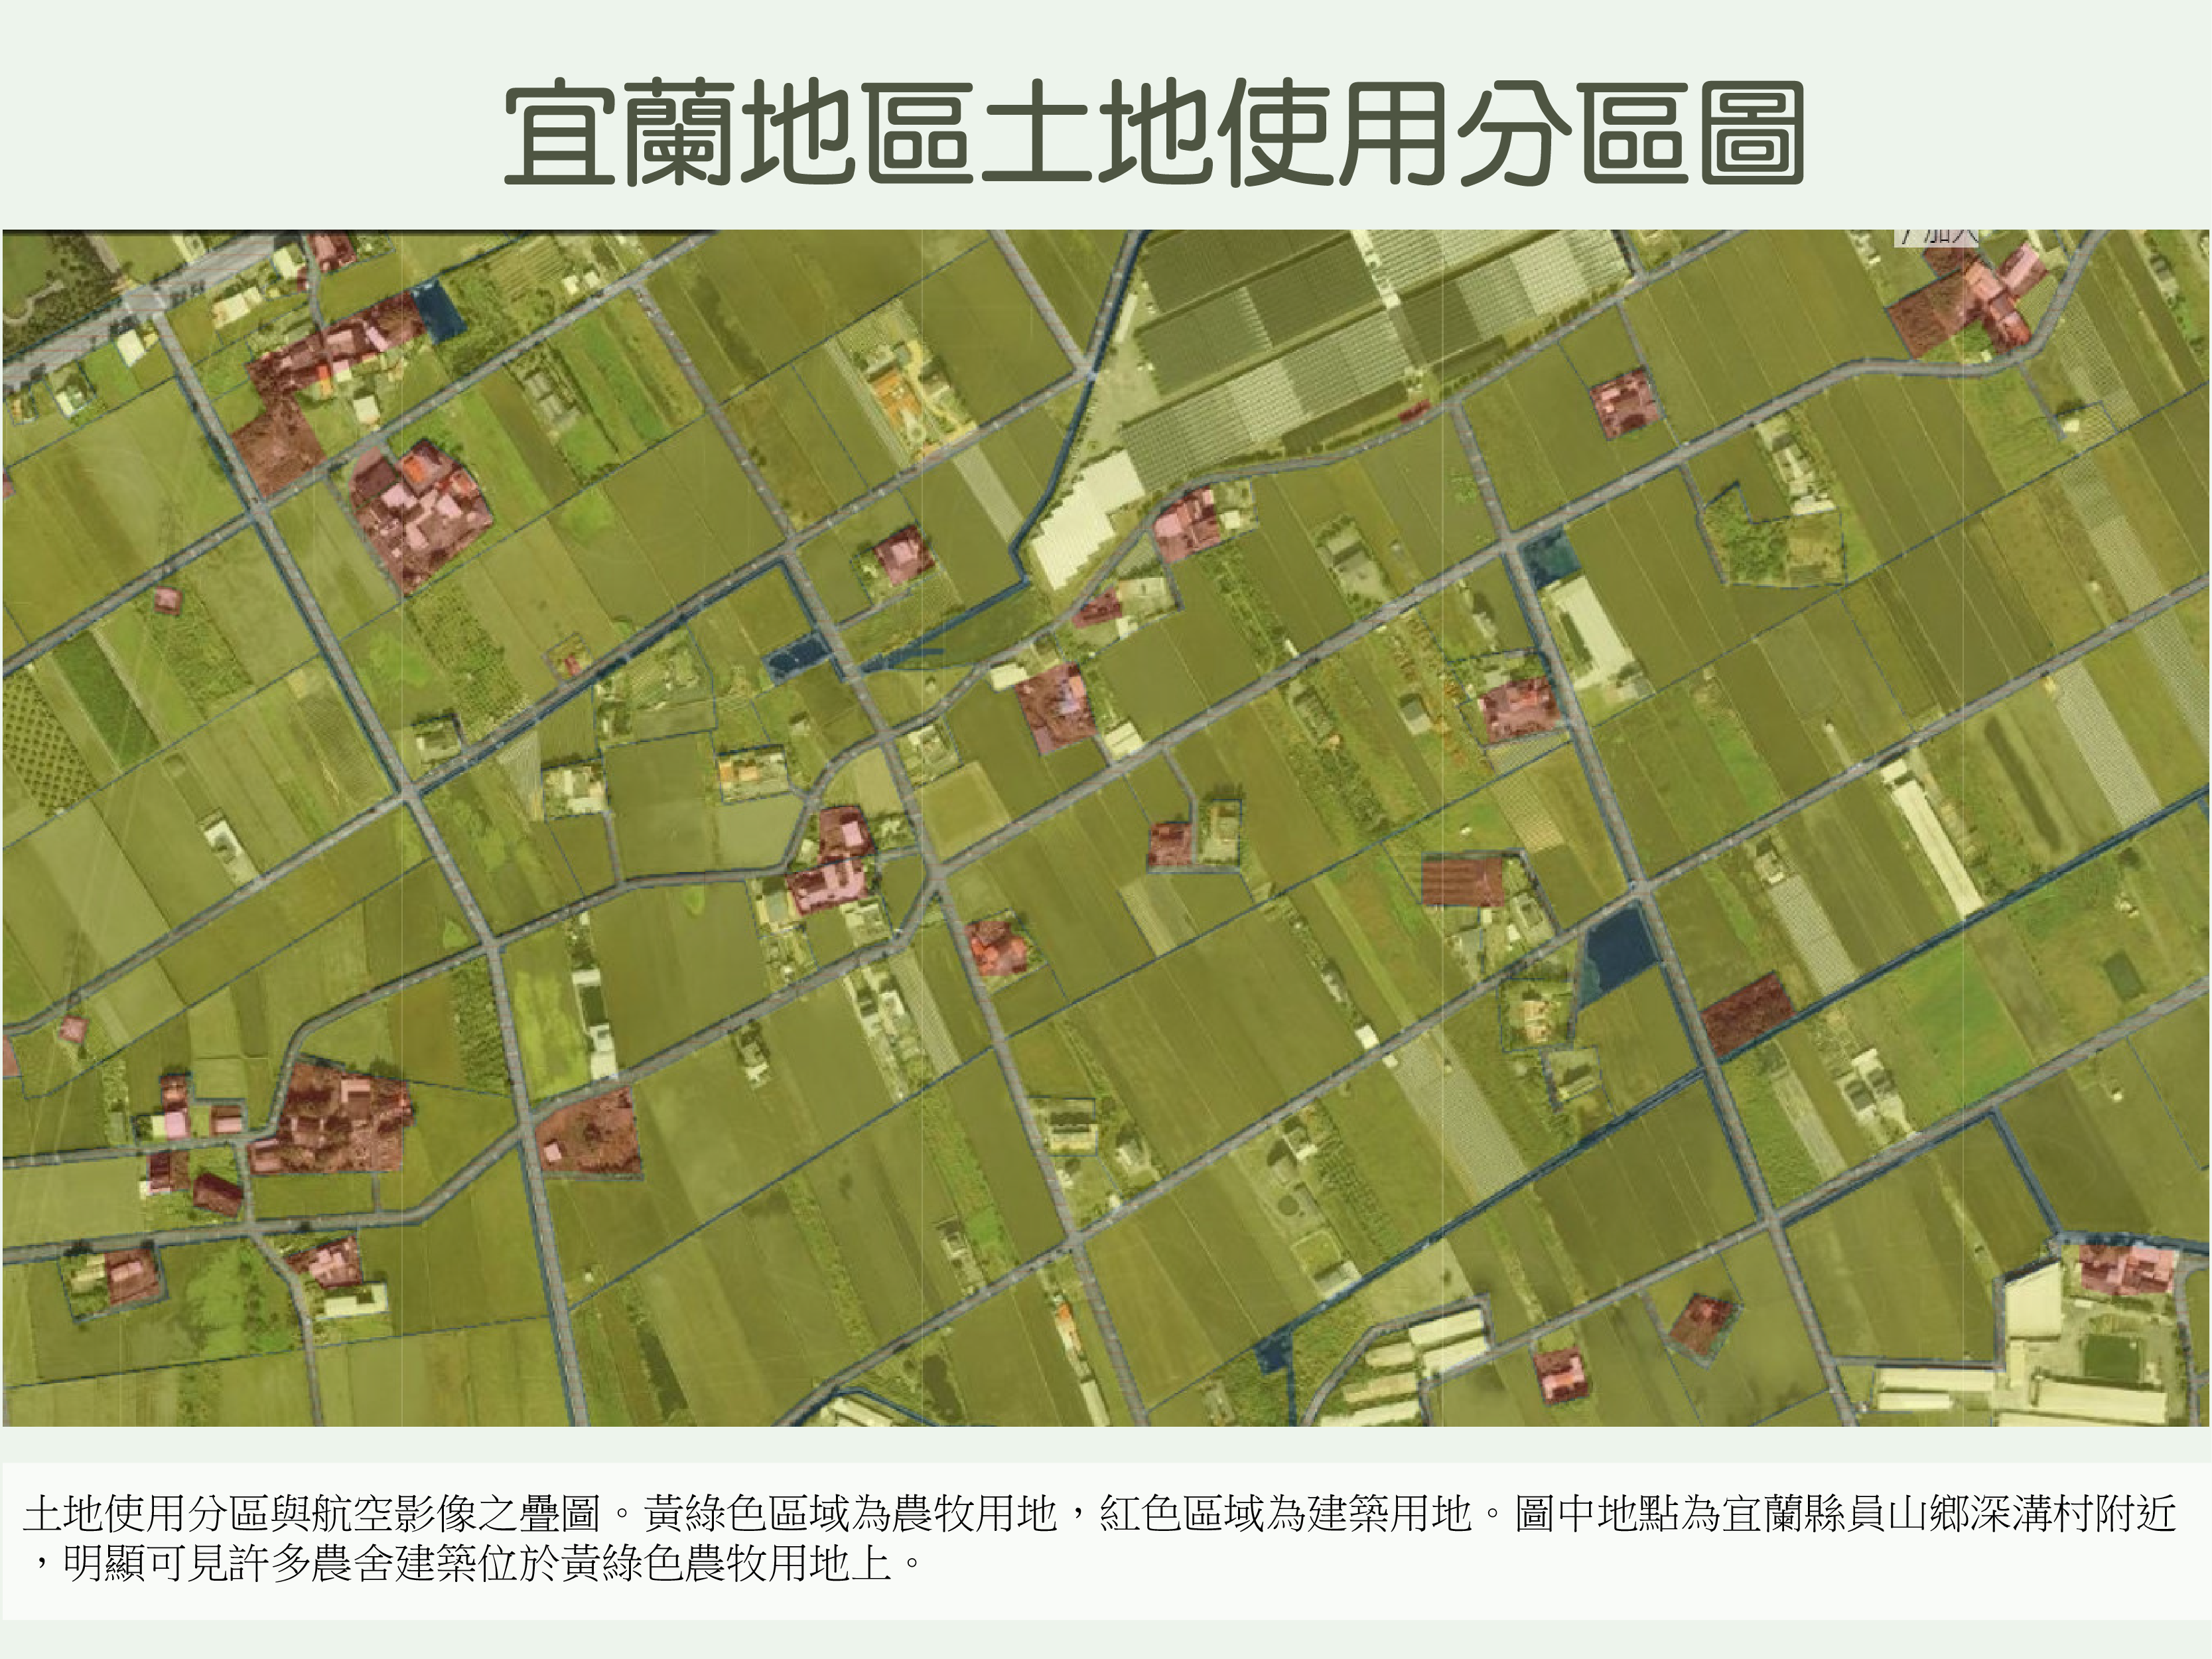 宜蘭地區土地使用分區圖
加入
土地使用分區與航空影像之疊圖。黃綠色區域為農牧用地，紅色區域為建築用地。圖中地點為宜蘭縣員山鄉深溝村附近
，明顯可見許多農舍建築位於黃綠色農牧用地上。